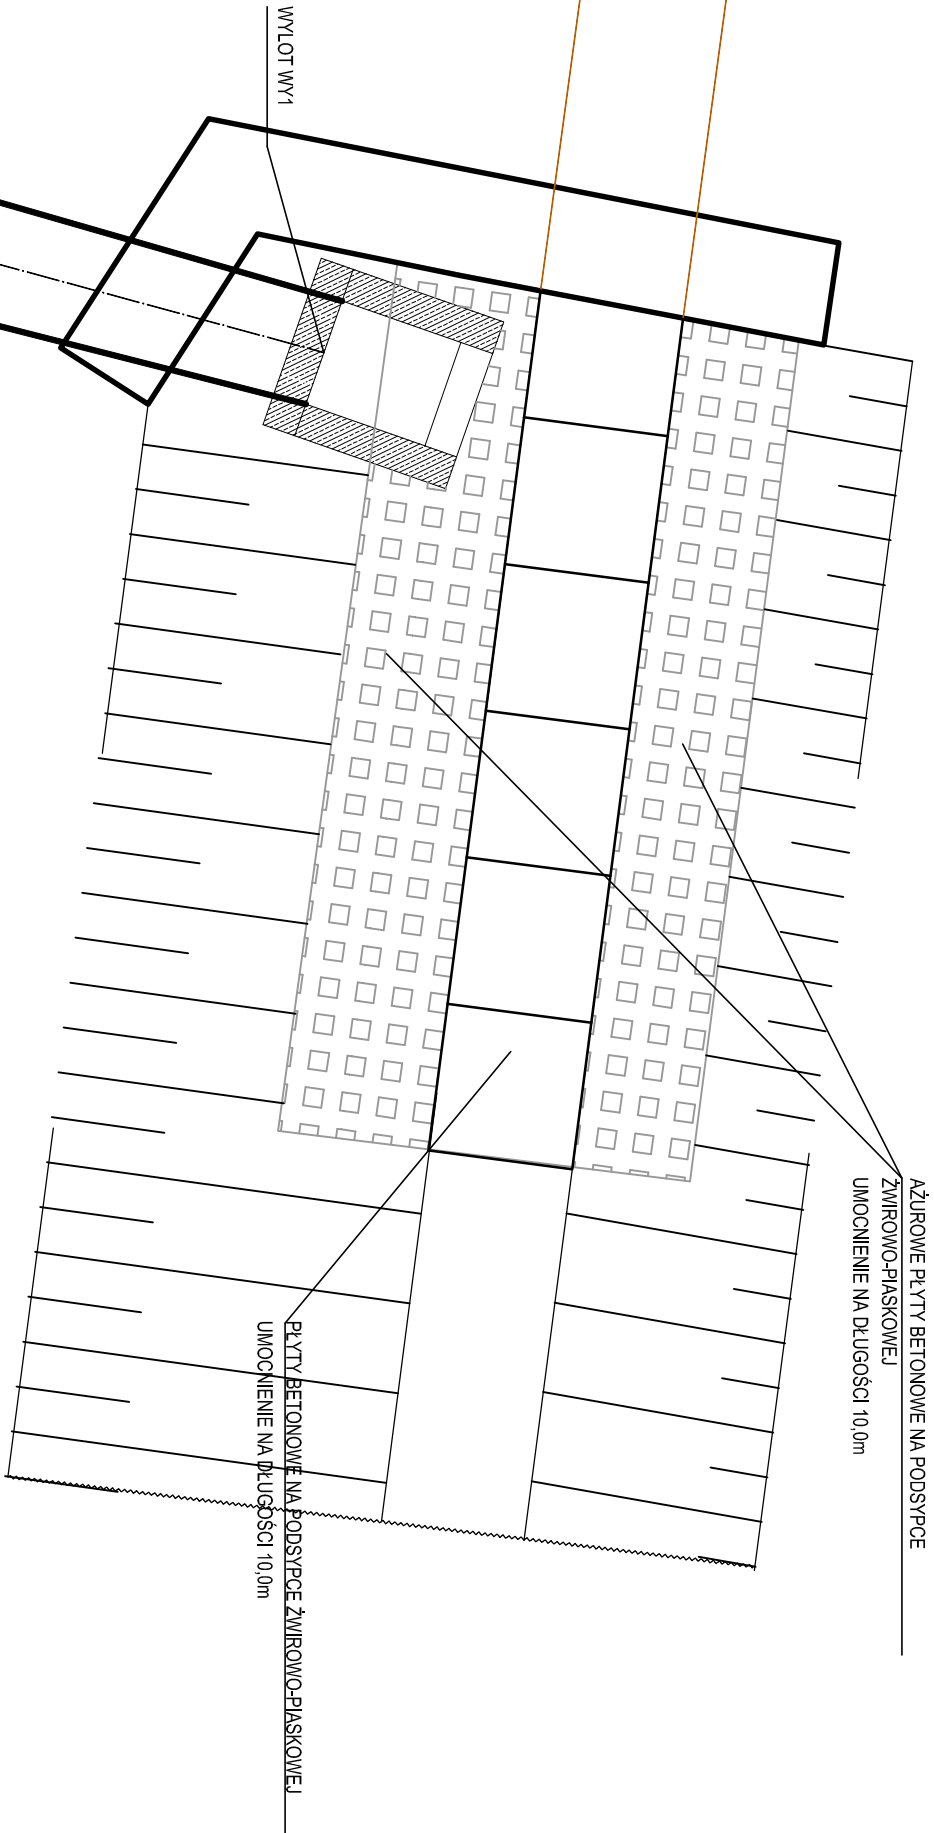 WYLOT WY1
AŻUROWE PŁYTY BETONOWE NA PODSYPCE
ŻWIROWO-PIASKOWEJ
UMOCNIENIE NA DŁUGOŚCI 10,0m
PŁYTY BETONOWE NA PODSYPCE ŻWIROWO-PIASKOWEJ
UMOCNIENIE NA DŁUGOŚCI 10,0m